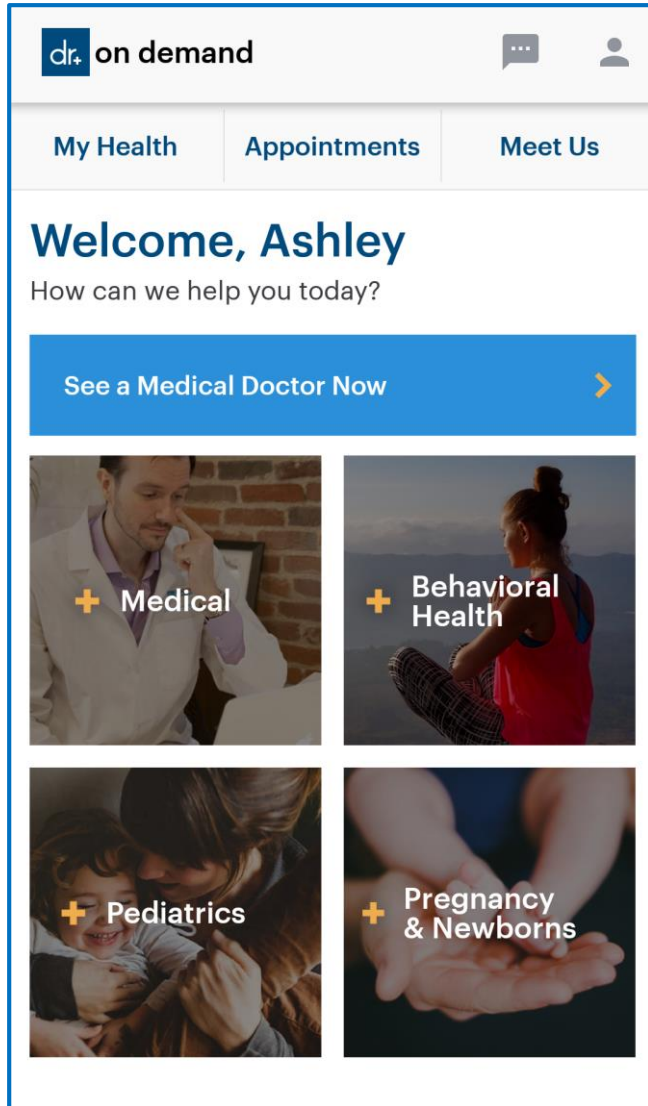 dr+ on demand
My Health Appointments Meet Us
Welcome, Ashley
How can we help you today?
See a Medical Doctor Now
Medical
Behavioral
Health
Pediatrics
Pregnancy
& Newborns